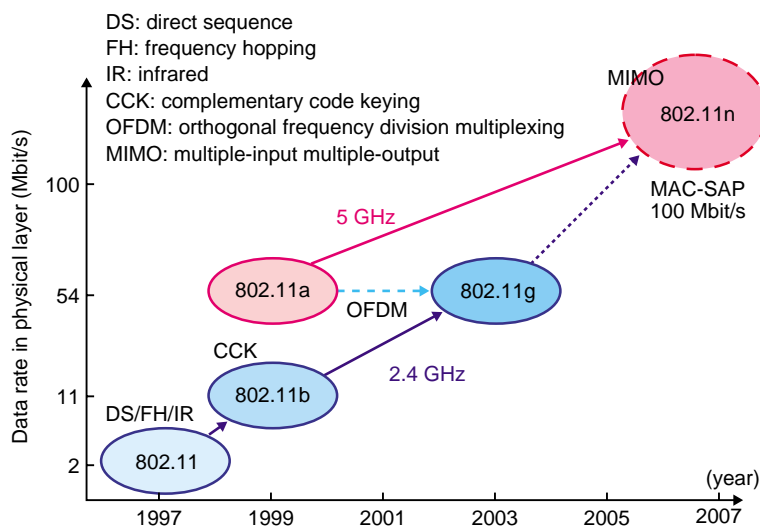 DS: direct sequence
FH: frequency hopping
IR: infrared
CCK: complementary code keying
OFDM: orthogonal frequency division multiplexing
MIMO: multiple-input multiple-output
MIMO
802.11n
MAC-SAP
100 Mbit/s
Data rate in physical layer (Mbit/s)
100
54
11
2
5 GHz
802.11a
OFDM
802.11g
CCK
2.4 GHz
802.11b
DS/FH/IR
802.11
(year)
1997
1999
2001
2003
2005
2007